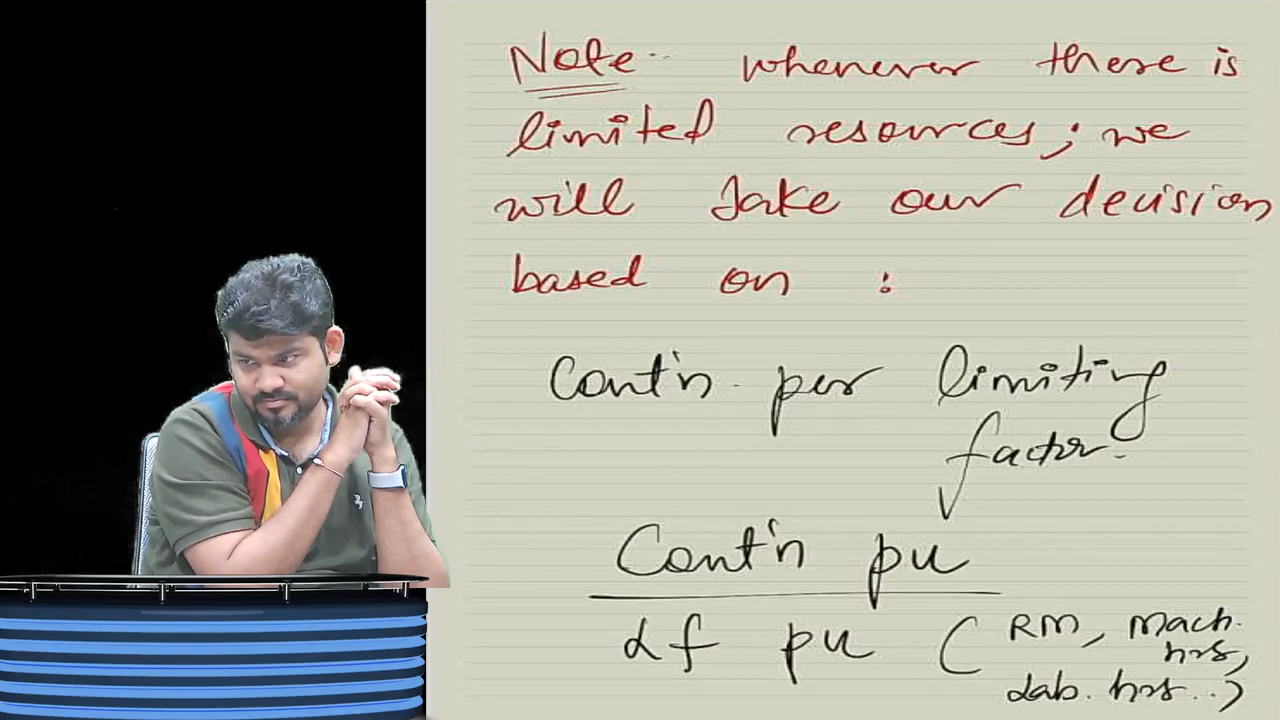 Note:- whenever there is
limited resources; we
will take our decision
based on :
Cont'n. per limiting
factor.
Cont'n pu
Lf pu ( RM, Mach.
hrs,
Lab. hrs..)